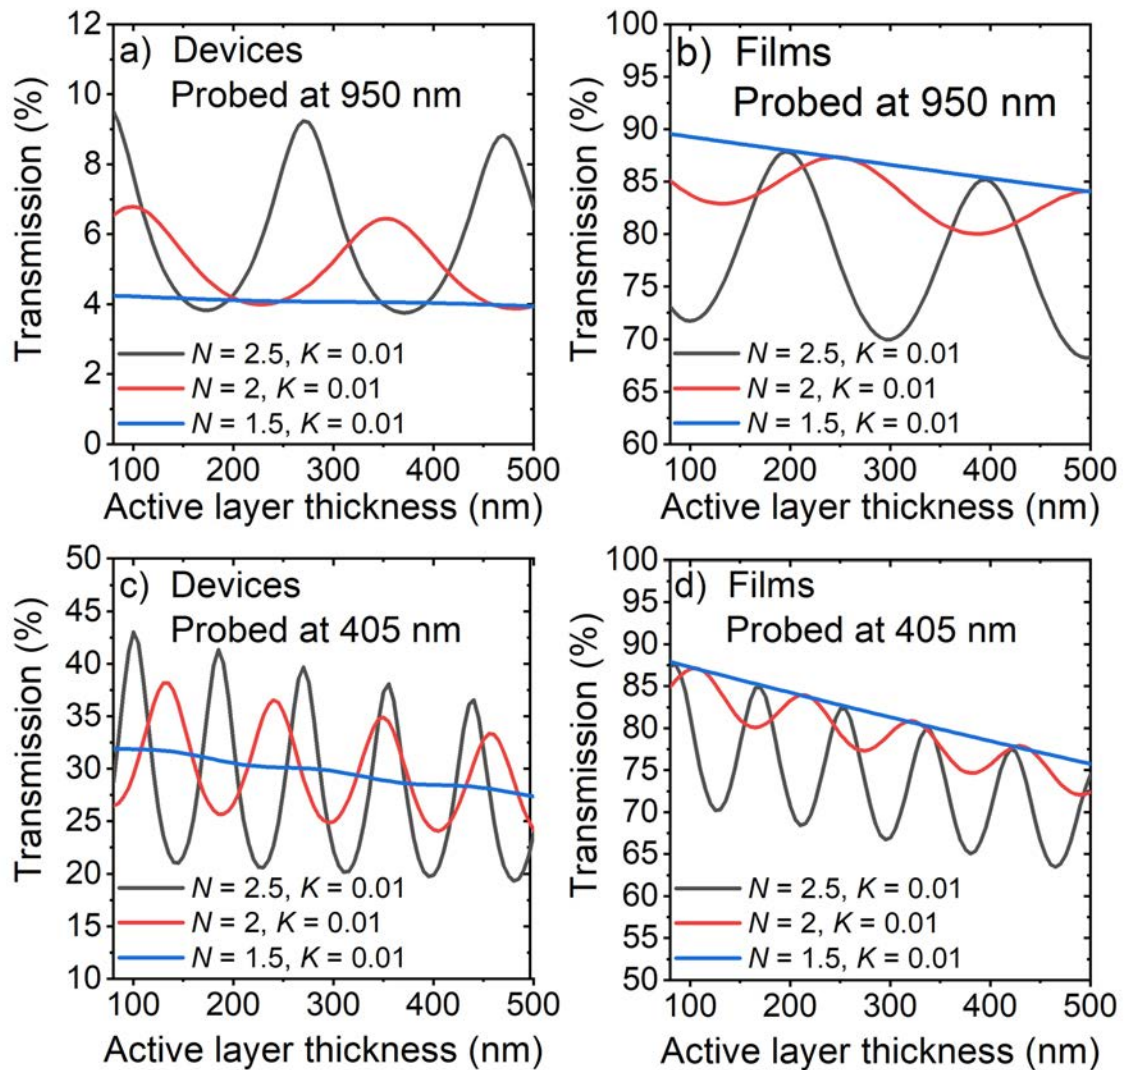 a) Devices
Probed at 950 nm
Transmission (%)
12
10
8
6
4
2
0
N = 2.5, K = 0.01
N = 2, K = 0.01
N = 1.5, K = 0.01
100 200 300 400 500
Active layer thickness (nm)
b) Films
Probed at 950 nm
Transmission (%)
100
95
90
85
80
75
70
65
60
N = 2.5, K = 0.01
N = 2, K = 0.01
N = 1.5, K = 0.01
100 200 300 400 500
Active layer thickness (nm)
c) Devices
Probed at 405 nm
Transmission (%)
50
45
40
35
30
25
20
15
10
N = 2.5, K = 0.01
N = 2, K = 0.01
N = 1.5, K = 0.01
100 200 300 400 500
Active layer thickness (nm)
d) Films
Probed at 405 nm
Transmission (%)
100
95
90
85
80
75
70
65
60
55
50
N = 2.5, K = 0.01
N = 2, K = 0.01
N = 1.5, K = 0.01
100 200 300 400 500
Active layer thickness (nm)